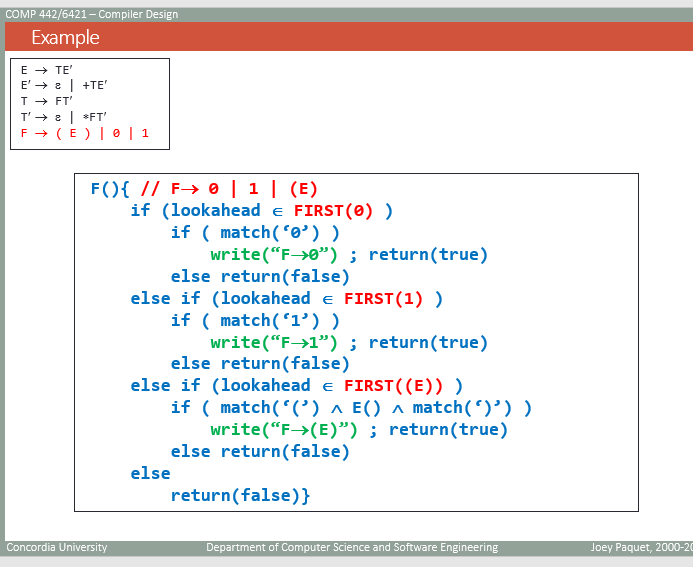 COMP 442/6421 – Compiler Design
Example
E → TE′
E′→ ε | +TE′
T → FT′
T′→ ε | *FT′
F → ( E ) | 0 | 1
F(){ // F→ 0 | 1 | (E)
if (lookahead ∈ FIRST(0) )
if ( match(‘0’) )
write(“F→0”) ; return(true)
else return(false)
else if (lookahead ∈ FIRST(1) )
if ( match(‘1’) )
write(“F→1”) ; return(true)
else return(false)
else if (lookahead ∈ FIRST((E)) )
if ( match(‘(’) ∧ E() ∧ match(‘)’) )
write(“F→(E)”) ; return(true)
else return(false)
else
return(false)}
Concordia University
Department of Computer Science and Software Engineering
Joey Paquet, 2000-20